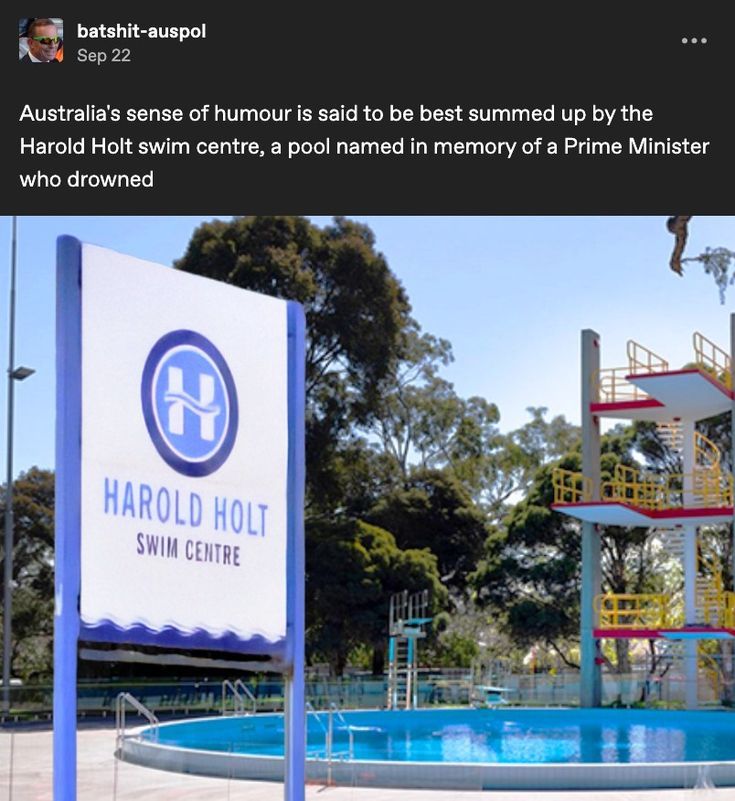 batshit-auspol
Sep 22
Australia's sense of humour is said to be best summed up by the
Harold Holt swim centre, a pool named in memory of a Prime Minister
who drowned
H
HAROLD HOLT
SWIM CENTRE